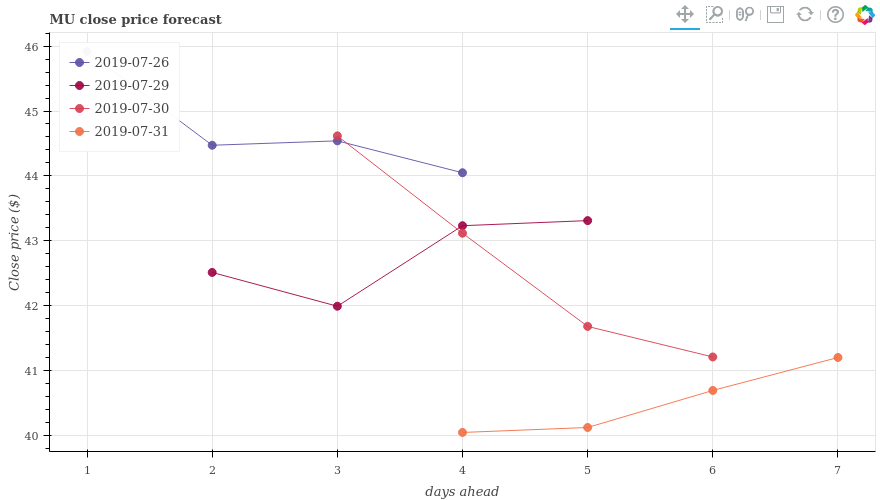 MU close price forecast
2019-07-26
2019-07-29
2019-07-30
2019-07-31
Close price ($)
46
45
44
43
42
41
40
1 2 3 4 5 6 7
days ahead